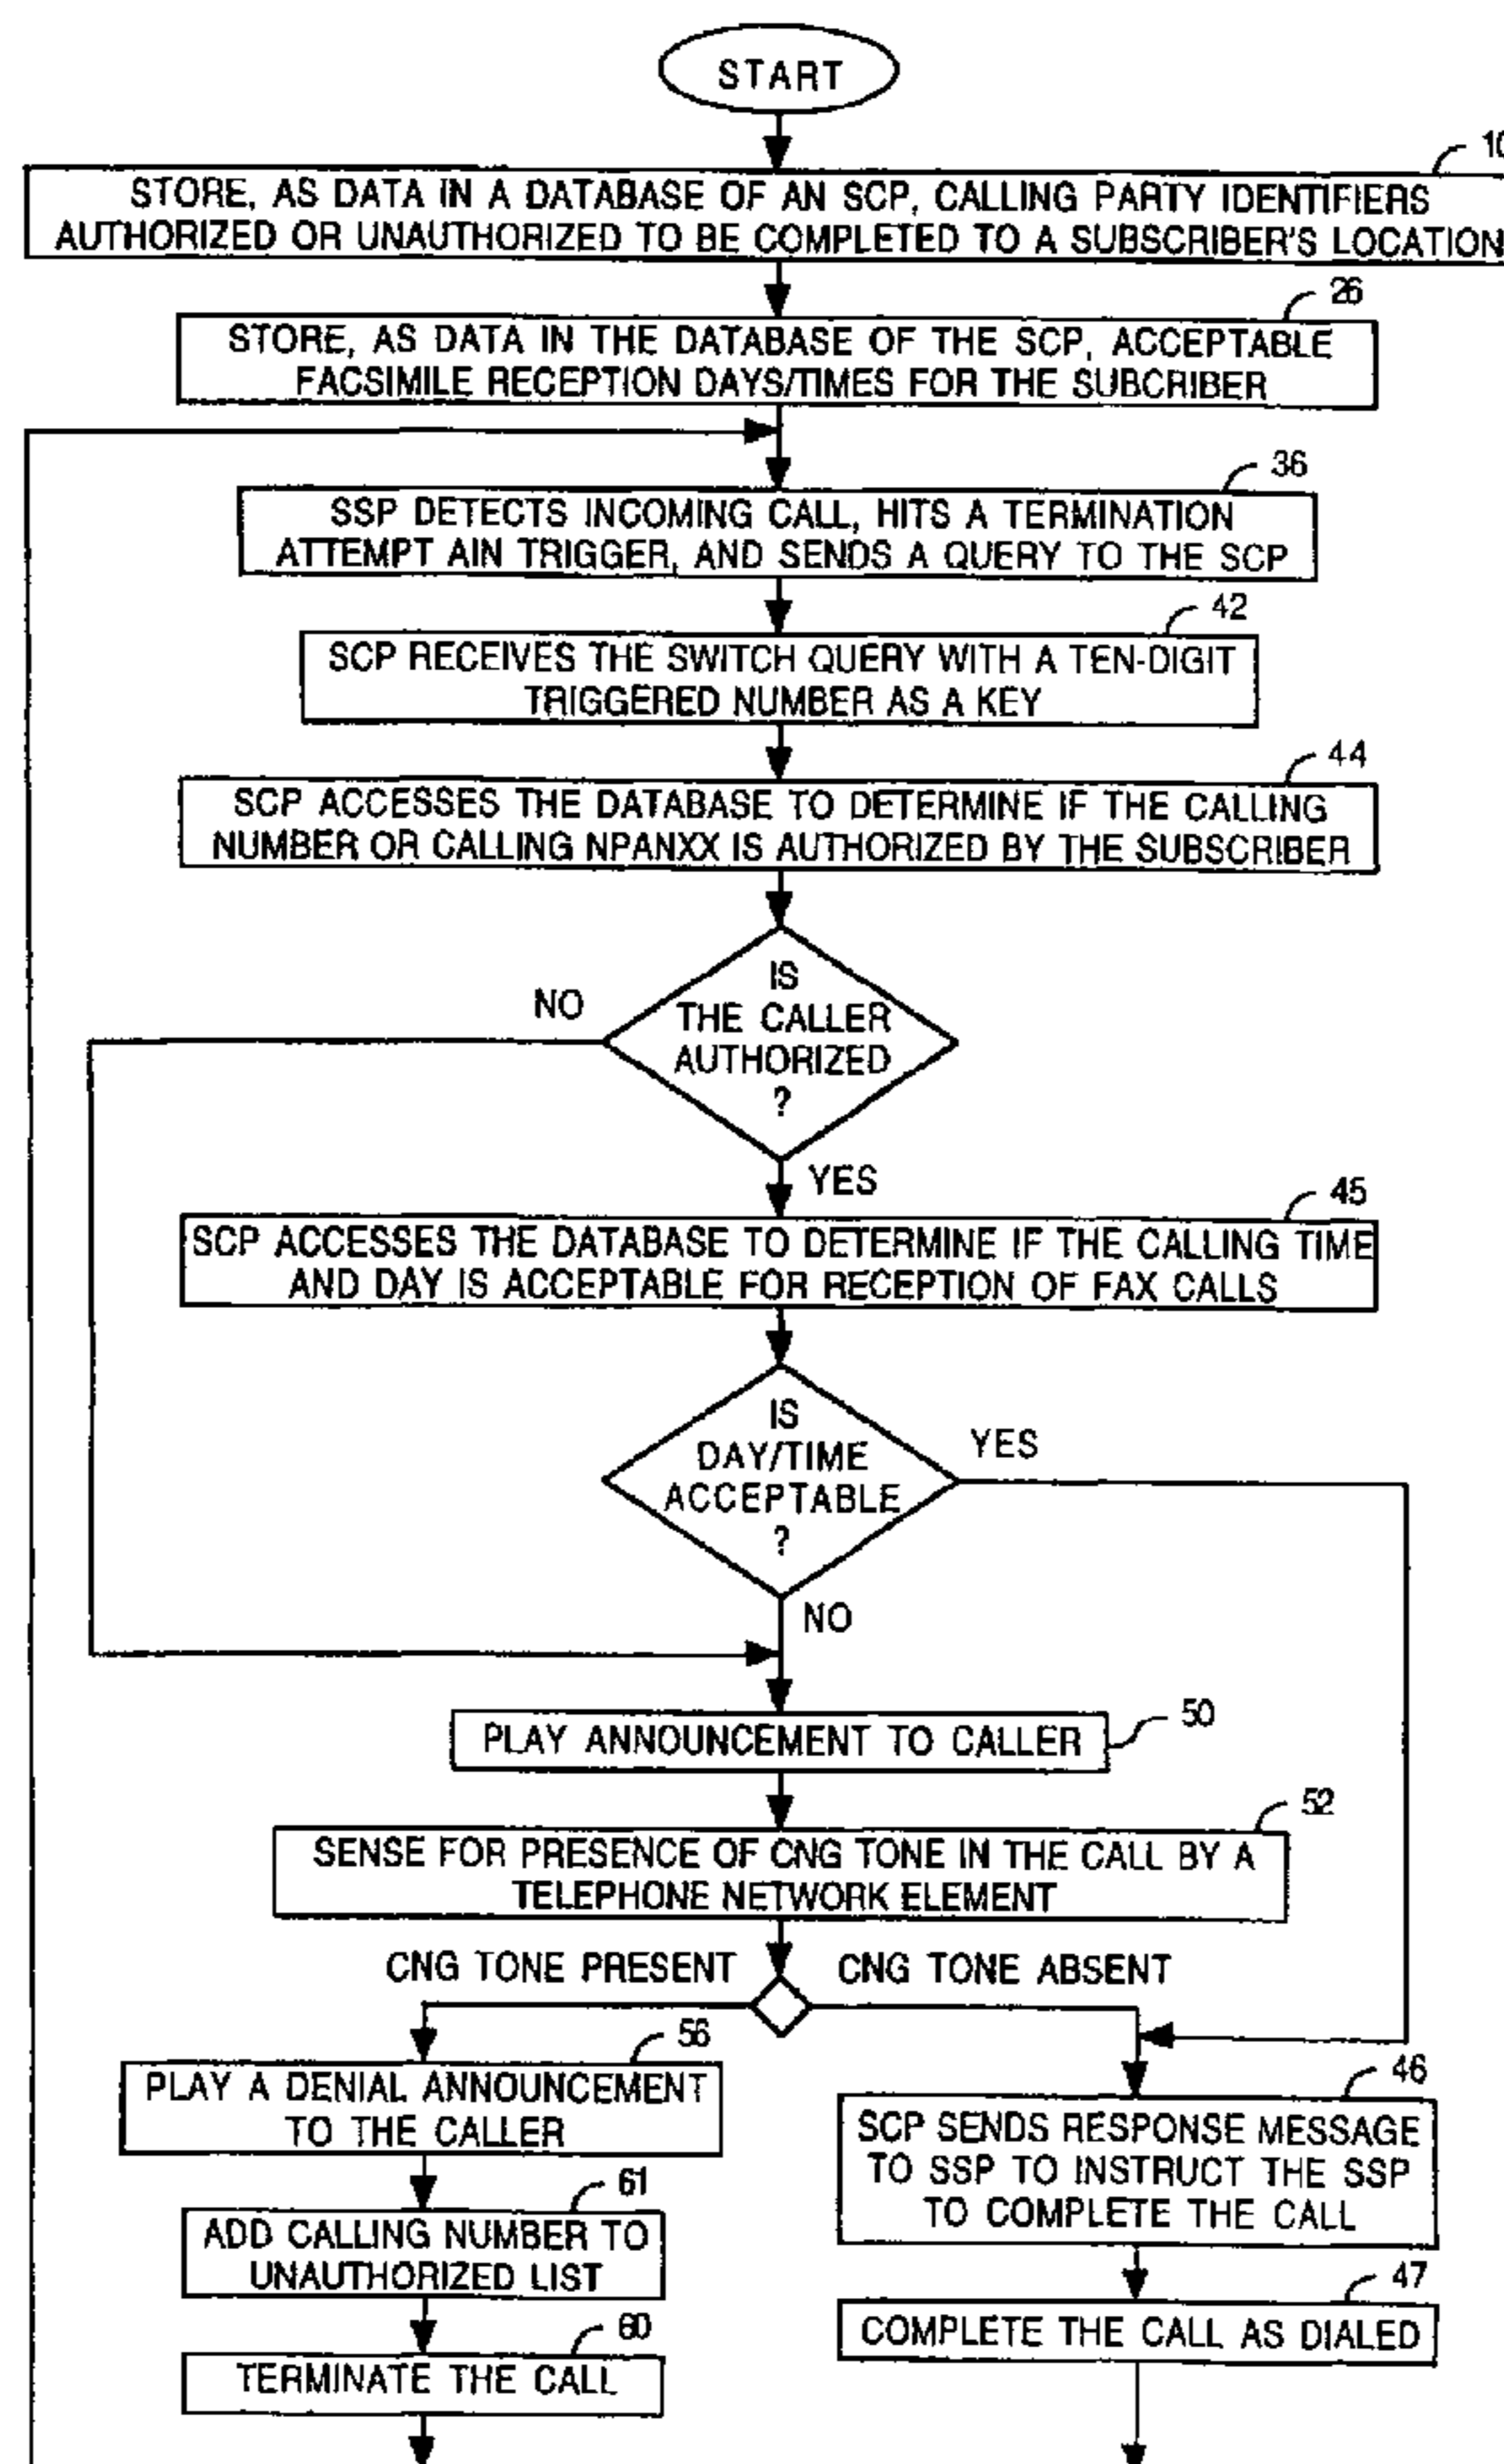 START
10
STORE, AS DATA IN A DATABASE OF AN SCP, CALLING PARTY IDENTIFIERS
AUTHORIZED OR UNAUTHORIZED TO BE COMPLETED TO A SUBSCRIBER'S LOCATION
26
STORE, AS DATA IN THE DATABASE OF THE SCP, ACCEPTABLE
FACSIMILE RECEPTION DAYS/TIMES FOR THE SUBCRIBER
36
SSP DETECTS INCOMING CALL, HITS A TERMINATION
ATTEMPT AIN TRIGGER, AND SENDS A QUERY TO THE SCP
42
SCP RECEIVES THE SWITCH QUERY WITH A TEN-DIGIT
TRIGGERED NUMBER AS A KEY
44
SCP ACCESSES THE DATABASE TO DETERMINE IF THE CALLING
NUMBER OR CALLING NPANXX IS AUTHORIZED BY THE SUBSCRIBER
IS
THE CALLER
AUTHORIZED
?
NO
YES
45
SCP ACCESSES THE DATABASE TO DETERMINE IF THE CALLING TIME
AND DAY IS ACCEPTABLE FOR RECEPTION OF FAX CALLS
IS
DAY/TIME
ACCEPTABLE
?
YES
NO
50
PLAY ANNOUNCEMENT TO CALLER
52
SENSE FOR PRESENCE OF CNG TONE IN THE CALL BY A
TELEPHONE NETWORK ELEMENT
CNG TONE PRESENT
CNG TONE ABSENT
56
PLAY A DENIAL ANNOUNCEMENT
TO THE CALLER
46
SCP SENDS RESPONSE MESSAGE
TO SSP TO INSTRUCT THE SSP
TO COMPLETE THE CALL
61
ADD CALLING NUMBER TO
UNAUTHORIZED LIST
47
COMPLETE THE CALL AS DIALED
60
TERMINATE THE CALL